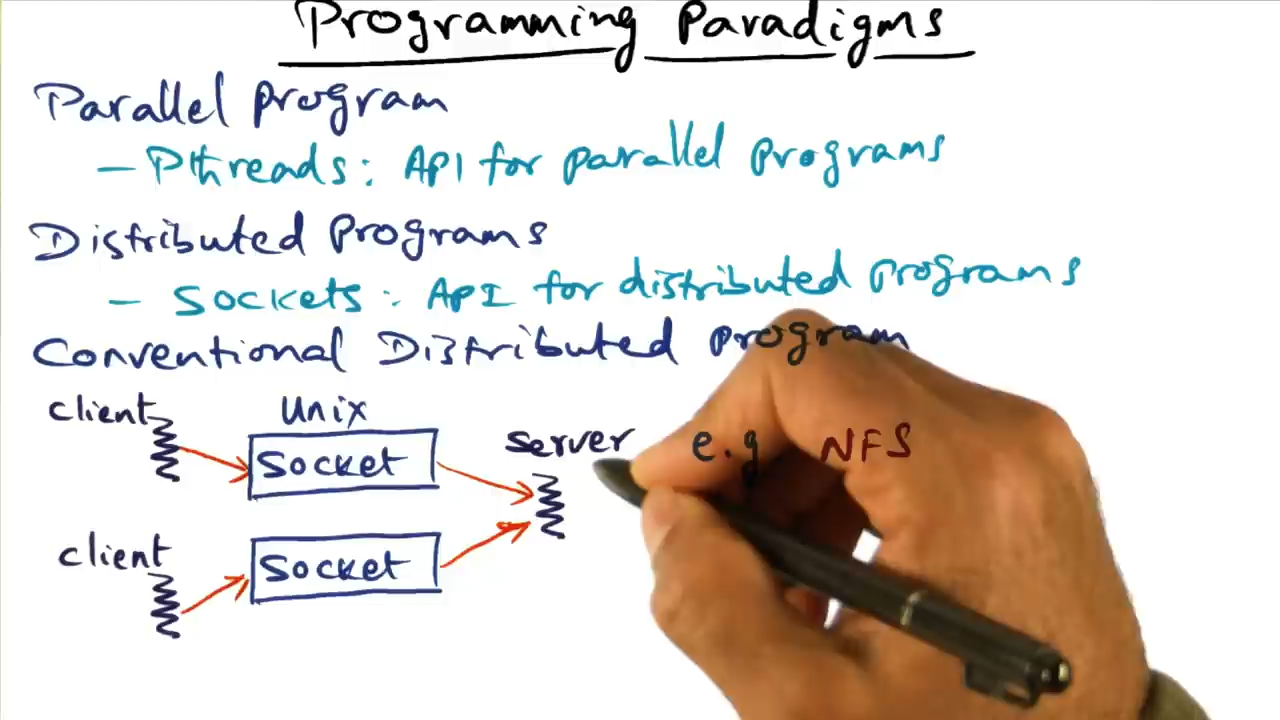 Programming Paradigms
Parallel program
- Pthreads: API for parallel programs
Distributed Programs
- Sockets: API for distributed programs
Conventional Distributed program
client
Unix
Socket
server
e.g NFS
client
Socket